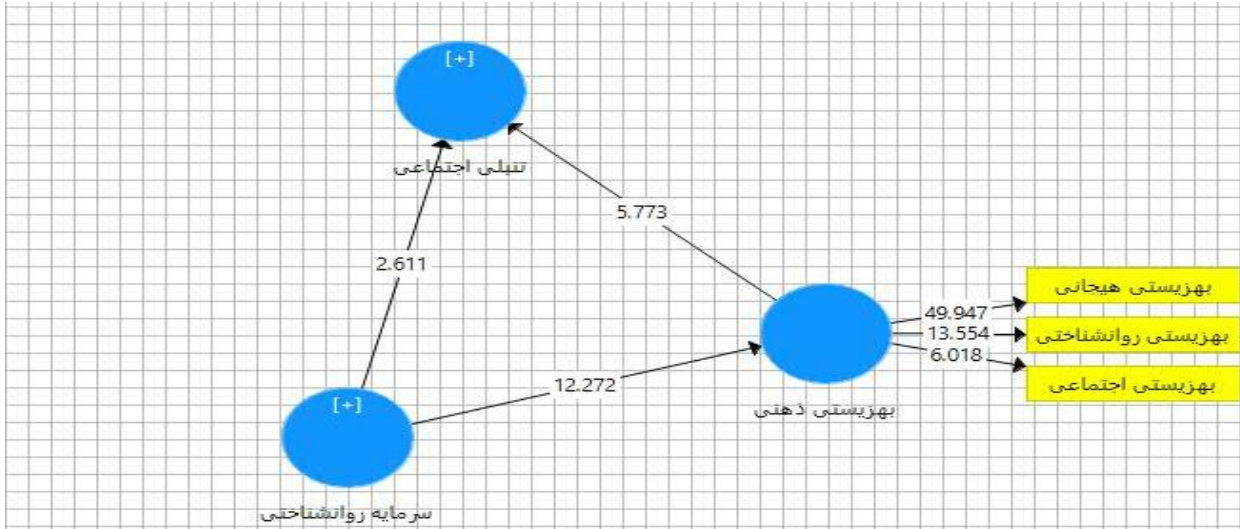 [+]
تنبلی اجتماعی
5.773
2.611
بهزیستی هیجانی
49.947
13.554
بهزیستی روانشناختی
6.018
بهزیستی اجتماعی
12.272
[+]
بهزیستی ذهنی
سرمایه روانشناختی